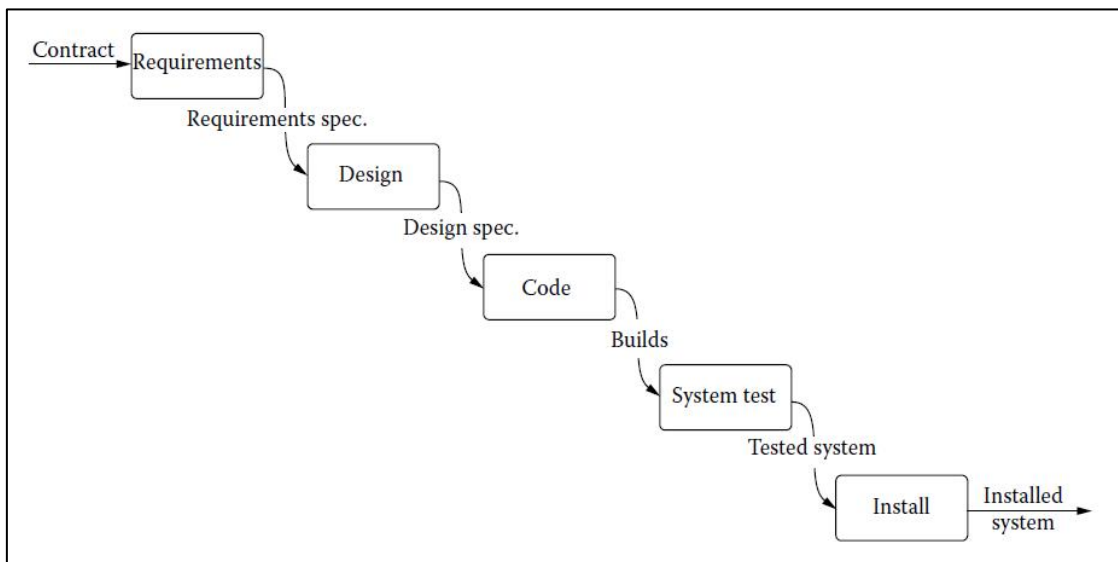 Contract
Requirements
Requirements spec.
Design
Design spec.
Code
Builds
System test
Tested system
Install
Installed
system